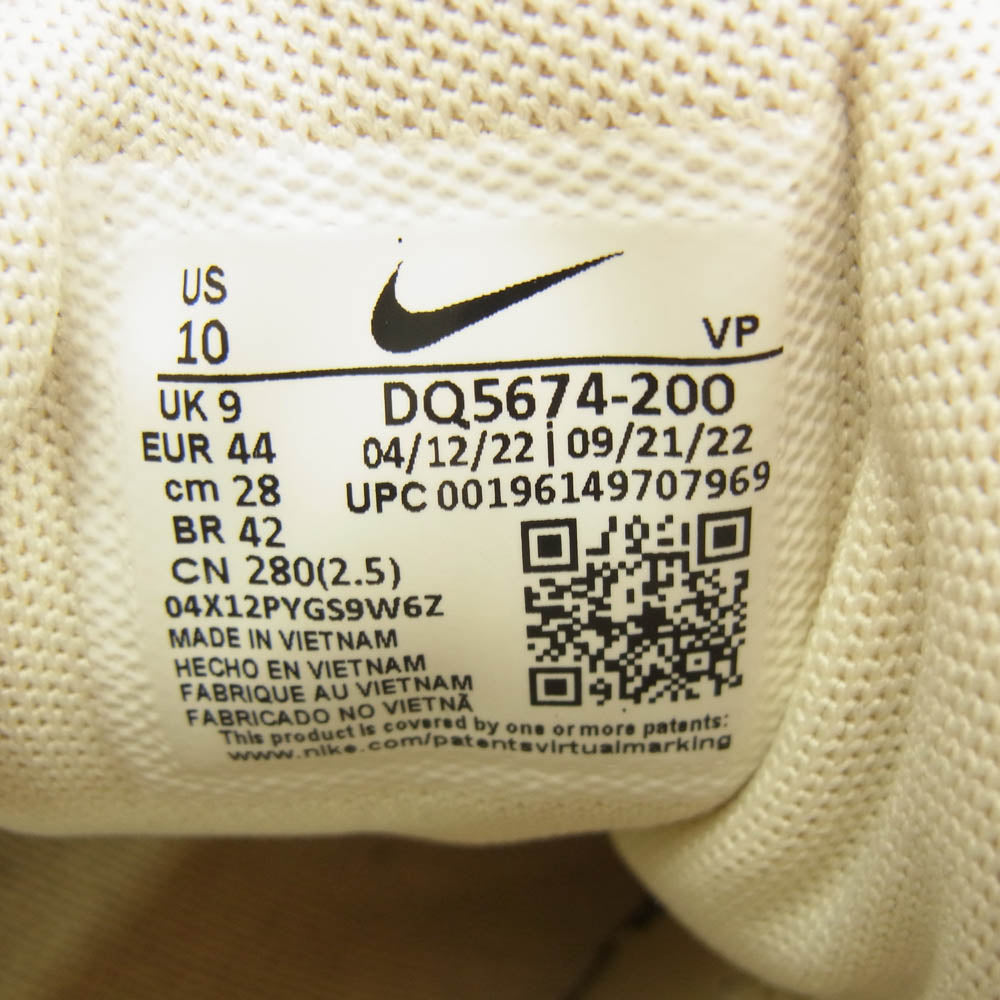 US
10
VP
UK 9
DQ5674-200
EUR 44
04/12/22 | 09/21/22
cm 28
UPC 00196149707969
BR 42
CN 280(2.5)
04X12PYGS9W6Z
MADE IN VIETNAM
HECHO EN VIETNAM
FABRIQUE AU VIETNAM
FABRICADO NO VIETNÃ
This product is covered by one or more patents:
www.nike.com/patentsvirtualmarking